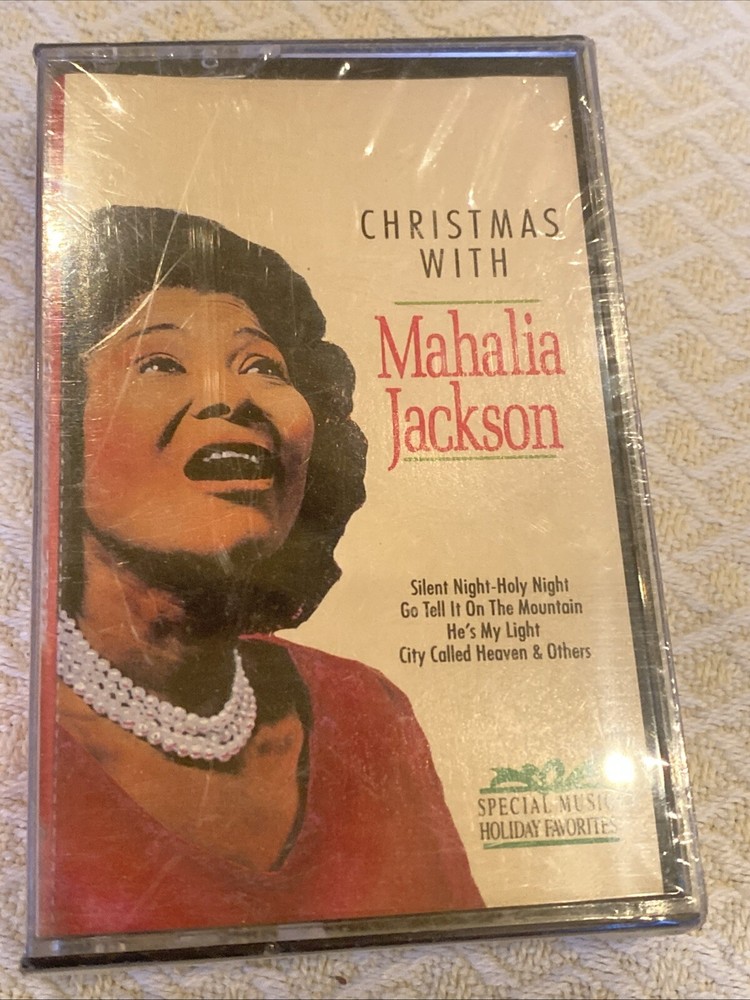 CHRISTMAS
WITH
Mahalia
Jackson
Silent Night-Holy Night
Go Tell It On The Mountain
He's My Light
City Called Heaven & Others
SPECIAL MUSIC
HOLIDAY FAVORITES